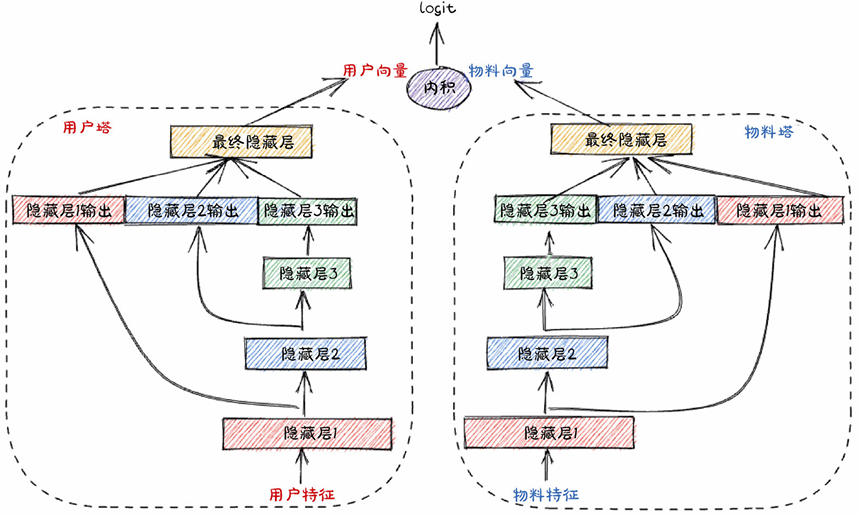 logit
用户向量
内积
物料向量
用户塔
最终隐藏层
隐藏层1输出
隐藏层2输出
隐藏层3输出
隐藏层3
隐藏层2
隐藏层1
用户特征
物料塔
最终隐藏层
隐藏层3输出
隐藏层2输出
隐藏层1输出
隐藏层3
隐藏层2
隐藏层1
物料特征